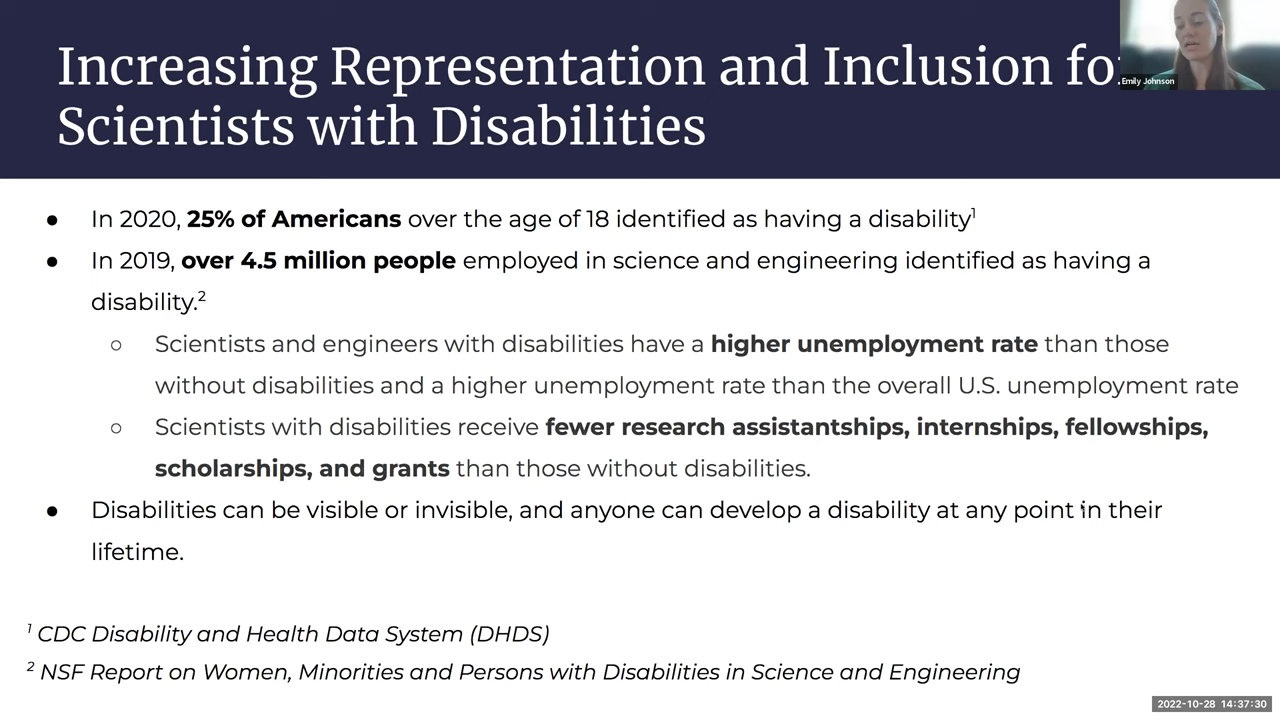 Increasing Representation and Inclusion fo
Scientists with Disabilities
Emily Johnson
● In 2020, 25% of Americans over the age of 18 identified as having a disability¹
● In 2019, over 4.5 million people employed in science and engineering identified as having a
disability.²
○ Scientists and engineers with disabilities have a higher unemployment rate than those
without disabilities and a higher unemployment rate than the overall U.S. unemployment rate
○ Scientists with disabilities receive fewer research assistantships, internships, fellowships,
scholarships, and grants than those without disabilities.
● Disabilities can be visible or invisible, and anyone can develop a disability at any point in their
lifetime.
¹ CDC Disability and Health Data System (DHDS)
² NSF Report on Women, Minorities and Persons with Disabilities in Science and Engineering
2022-10-28 14:37:30